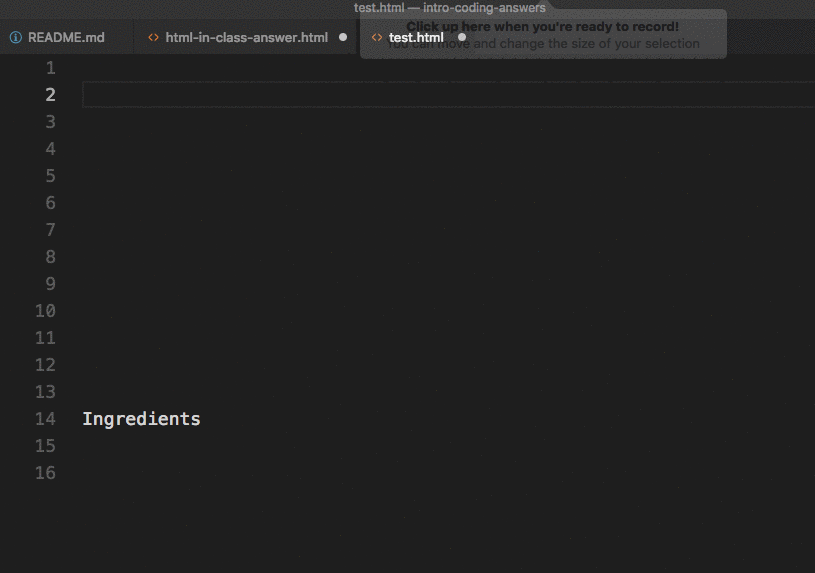 test.html — intro-coding-answers
Click up here when you're ready to record!
You can move and change the size of your selection
README.md
html-in-class-answer.html
test.html
1
2
3
4
5
6
7
8
9
10
11
12
13
14 Ingredients
15
16